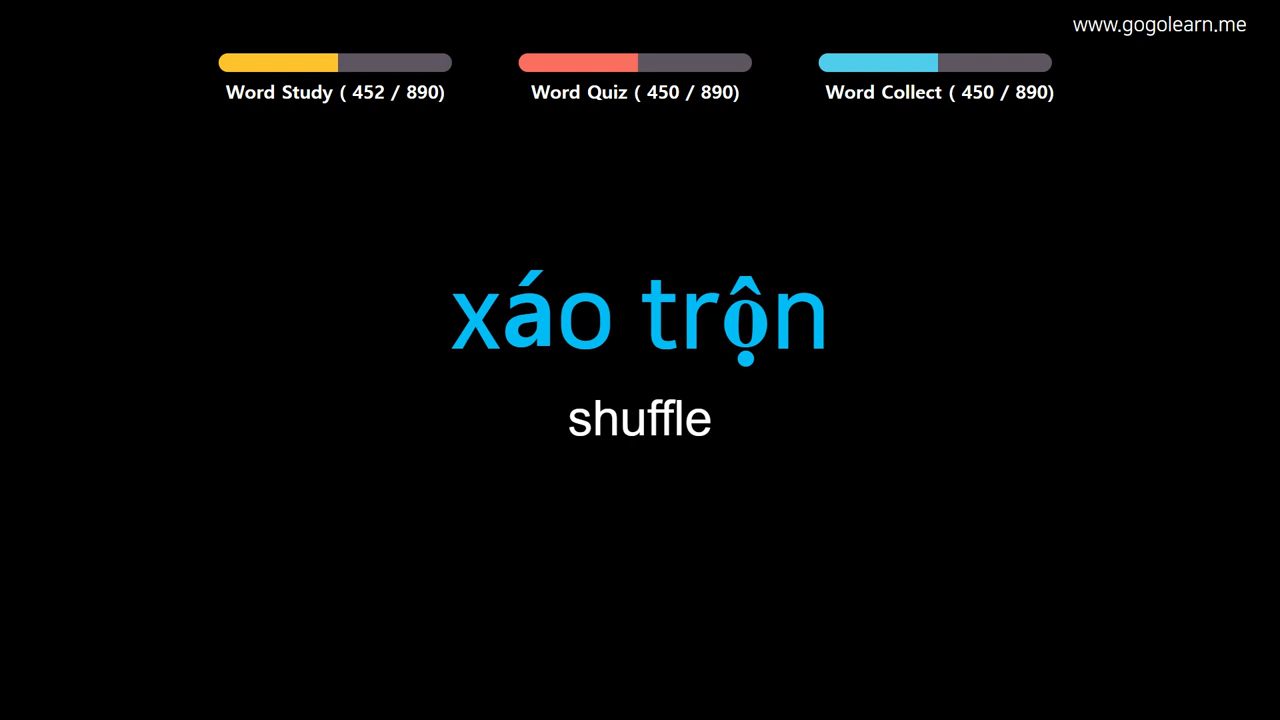 www.gogolearn.me
Word Study ( 452 / 890)
Word Quiz ( 450 / 890)
Word Collect ( 450 / 890)
xáo trộn
shuffle